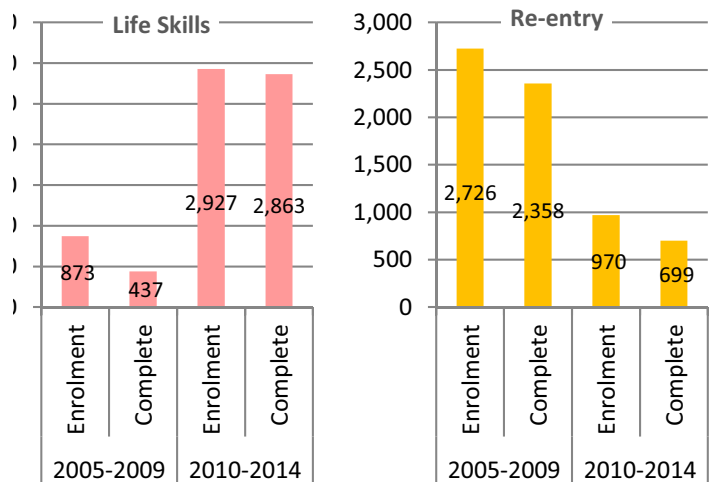 Life Skills
873
437
2,927
2,863
Enrolment
Complete
Enrolment
Complete
2005-2009
2010-2014
Re-entry
3,000
2,500
2,000
1,500
1,000
500
0
2,726
2,358
970
699
Enrolment
Complete
Enrolment
Complete
2005-2009
2010-2014